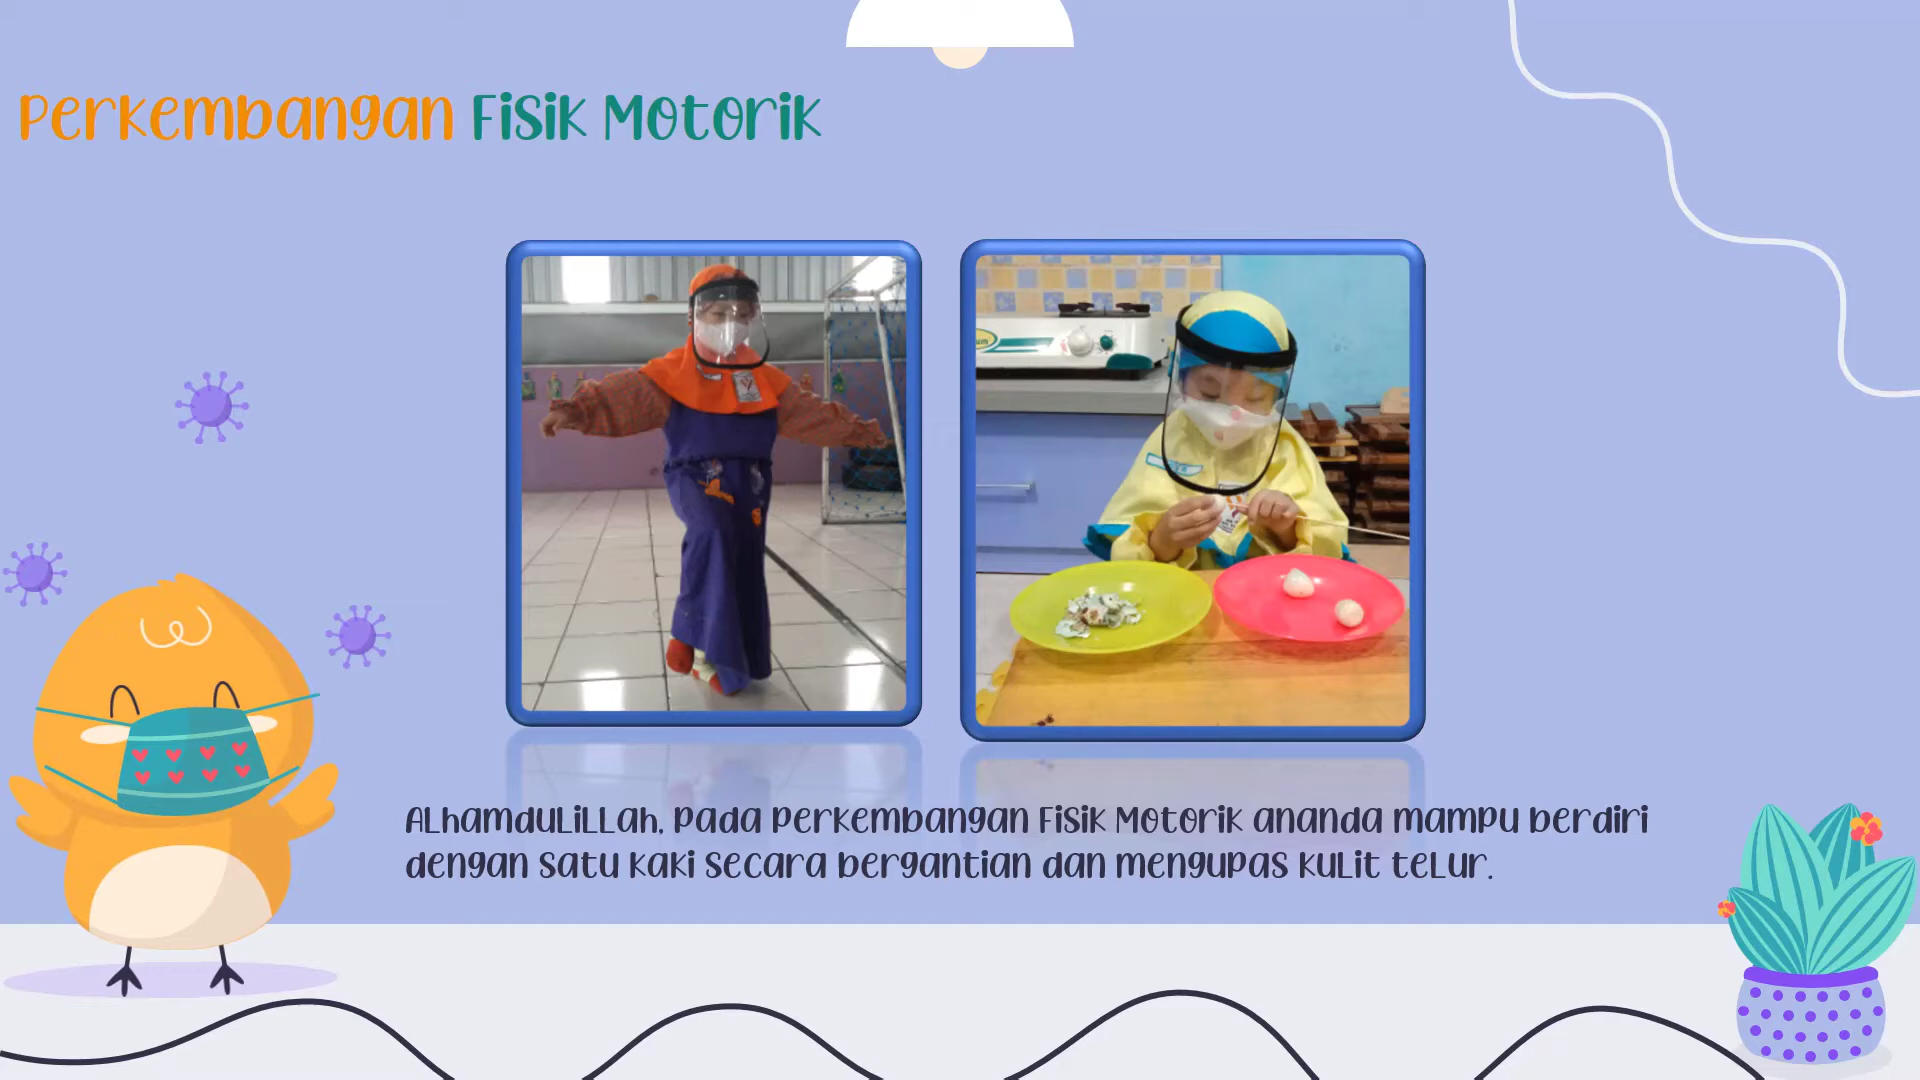 Perkembangan Fisik Motorik
Alhamdulillah, pada perkembangan Fisik Motorik ananda mampu berdiri
dengan satu kaki secara bergantian dan mengupas kulit telur.